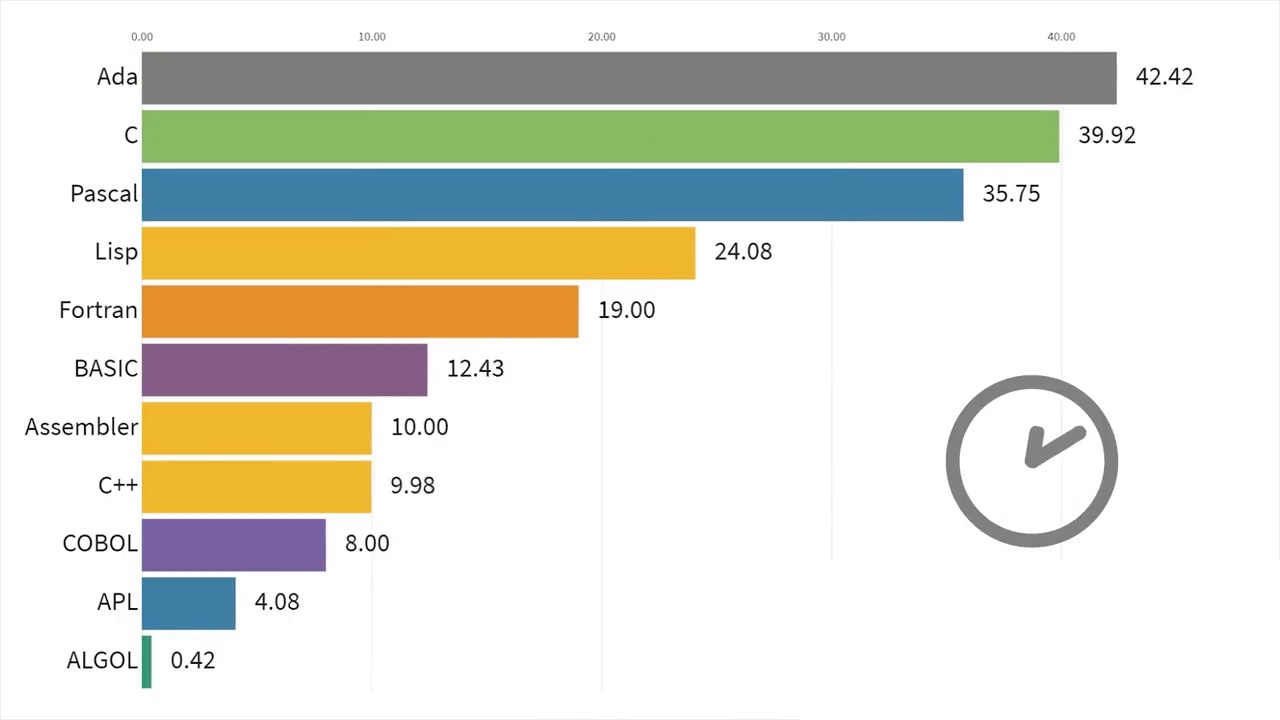 0.00 10.00 20.00 30.00 40.00
Ada 42.42
C 39.92
Pascal 35.75
Lisp 24.08
Fortran 19.00
BASIC 12.43
Assembler 10.00
C++ 9.98
COBOL 8.00
APL 4.08
ALGOL 0.42